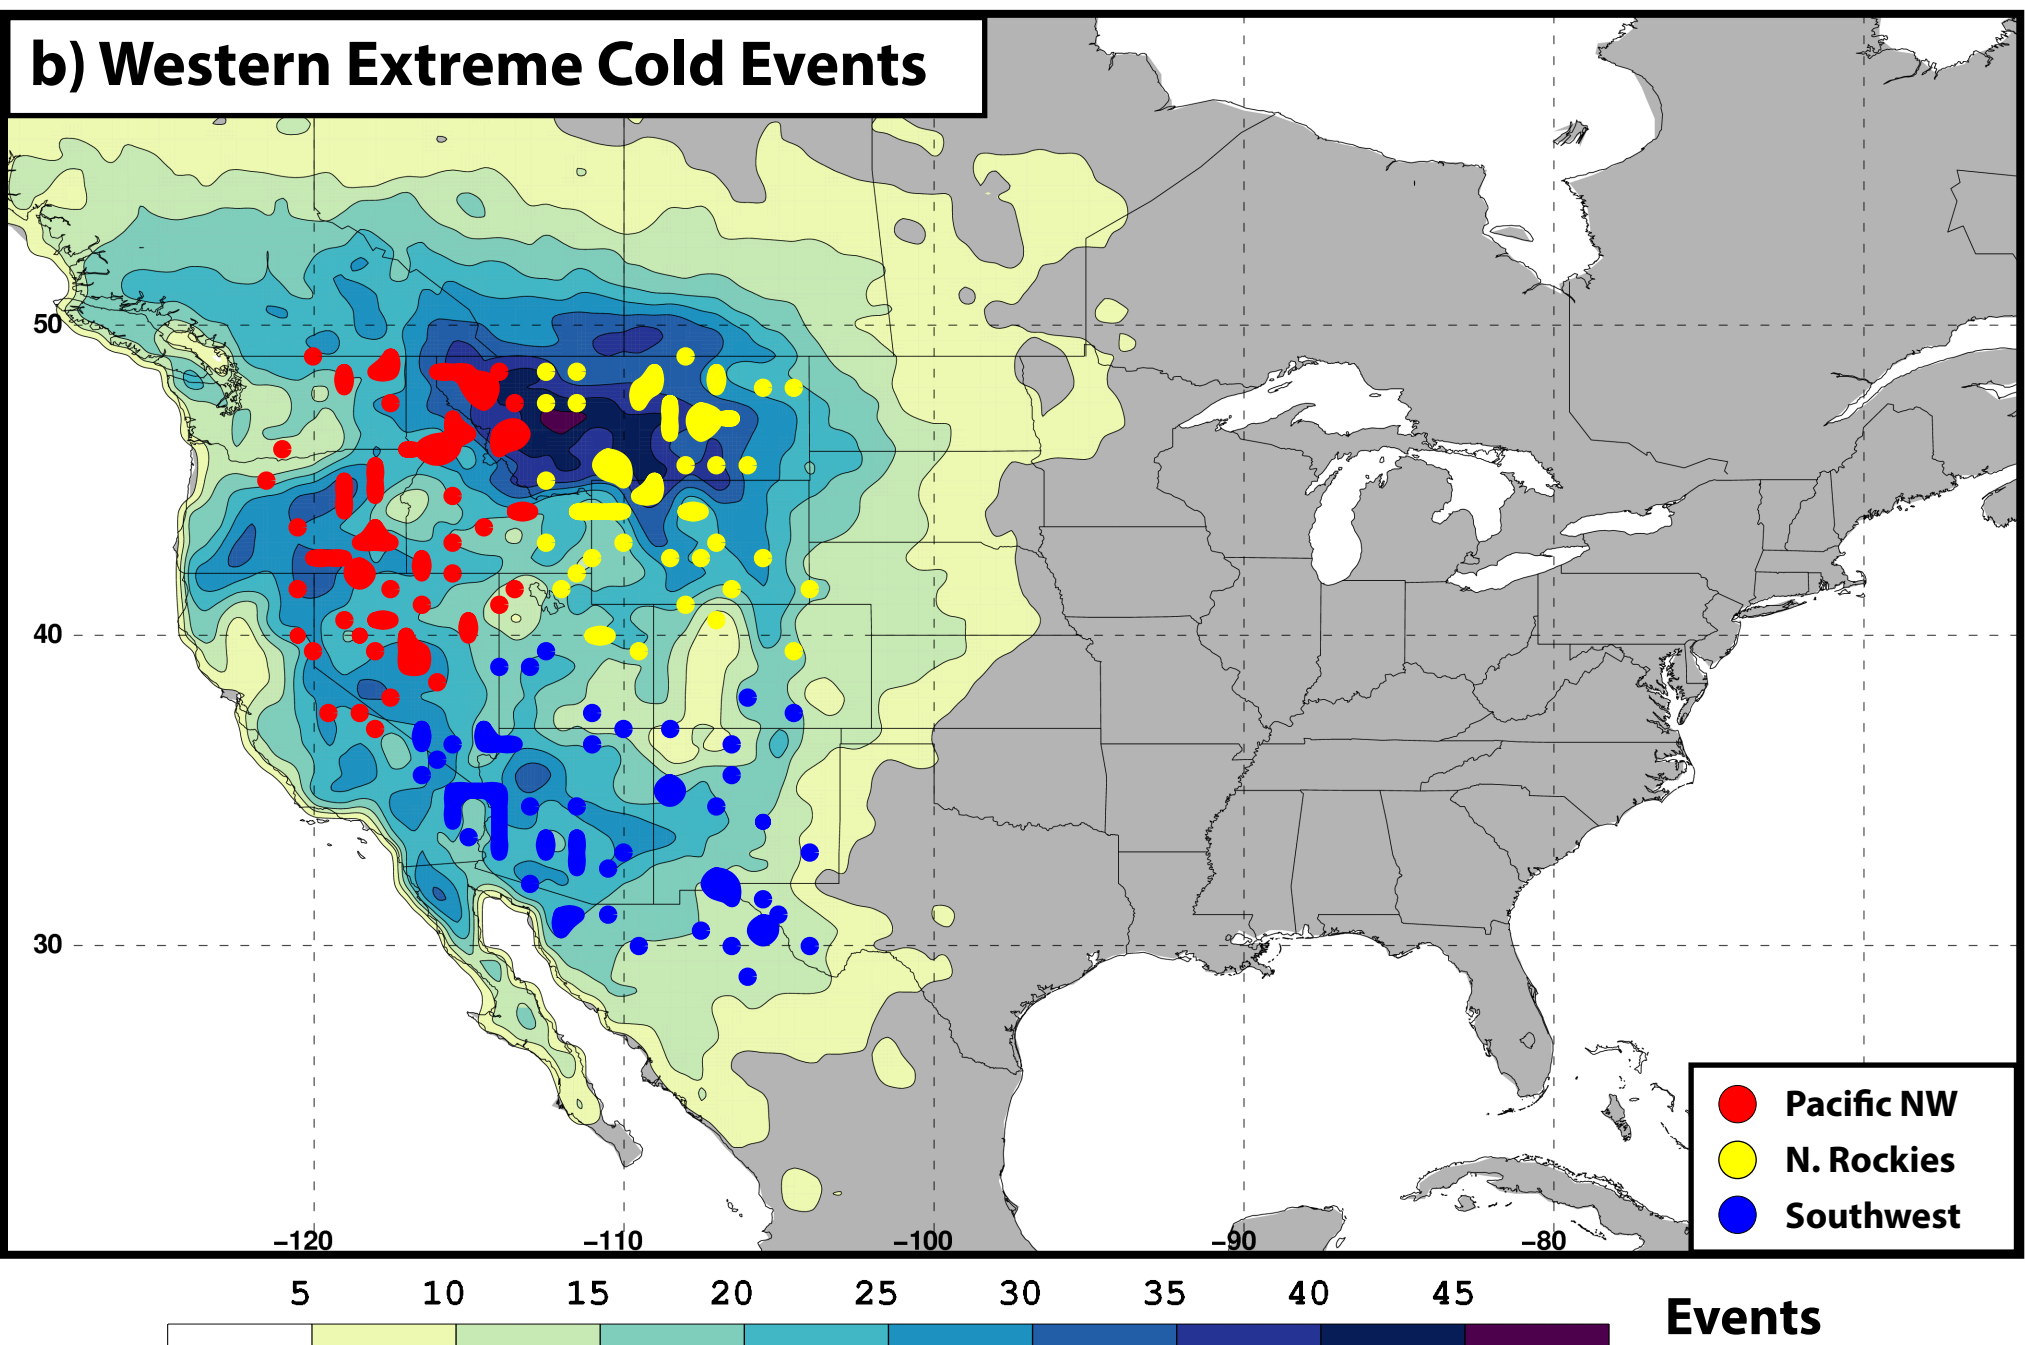 b) Western Extreme Cold Events
50
40
30
−120
−110
−100
−90
−80
Pacific NW
N. Rockies
Southwest
5 10 15 20 25 30 35 40 45
Events